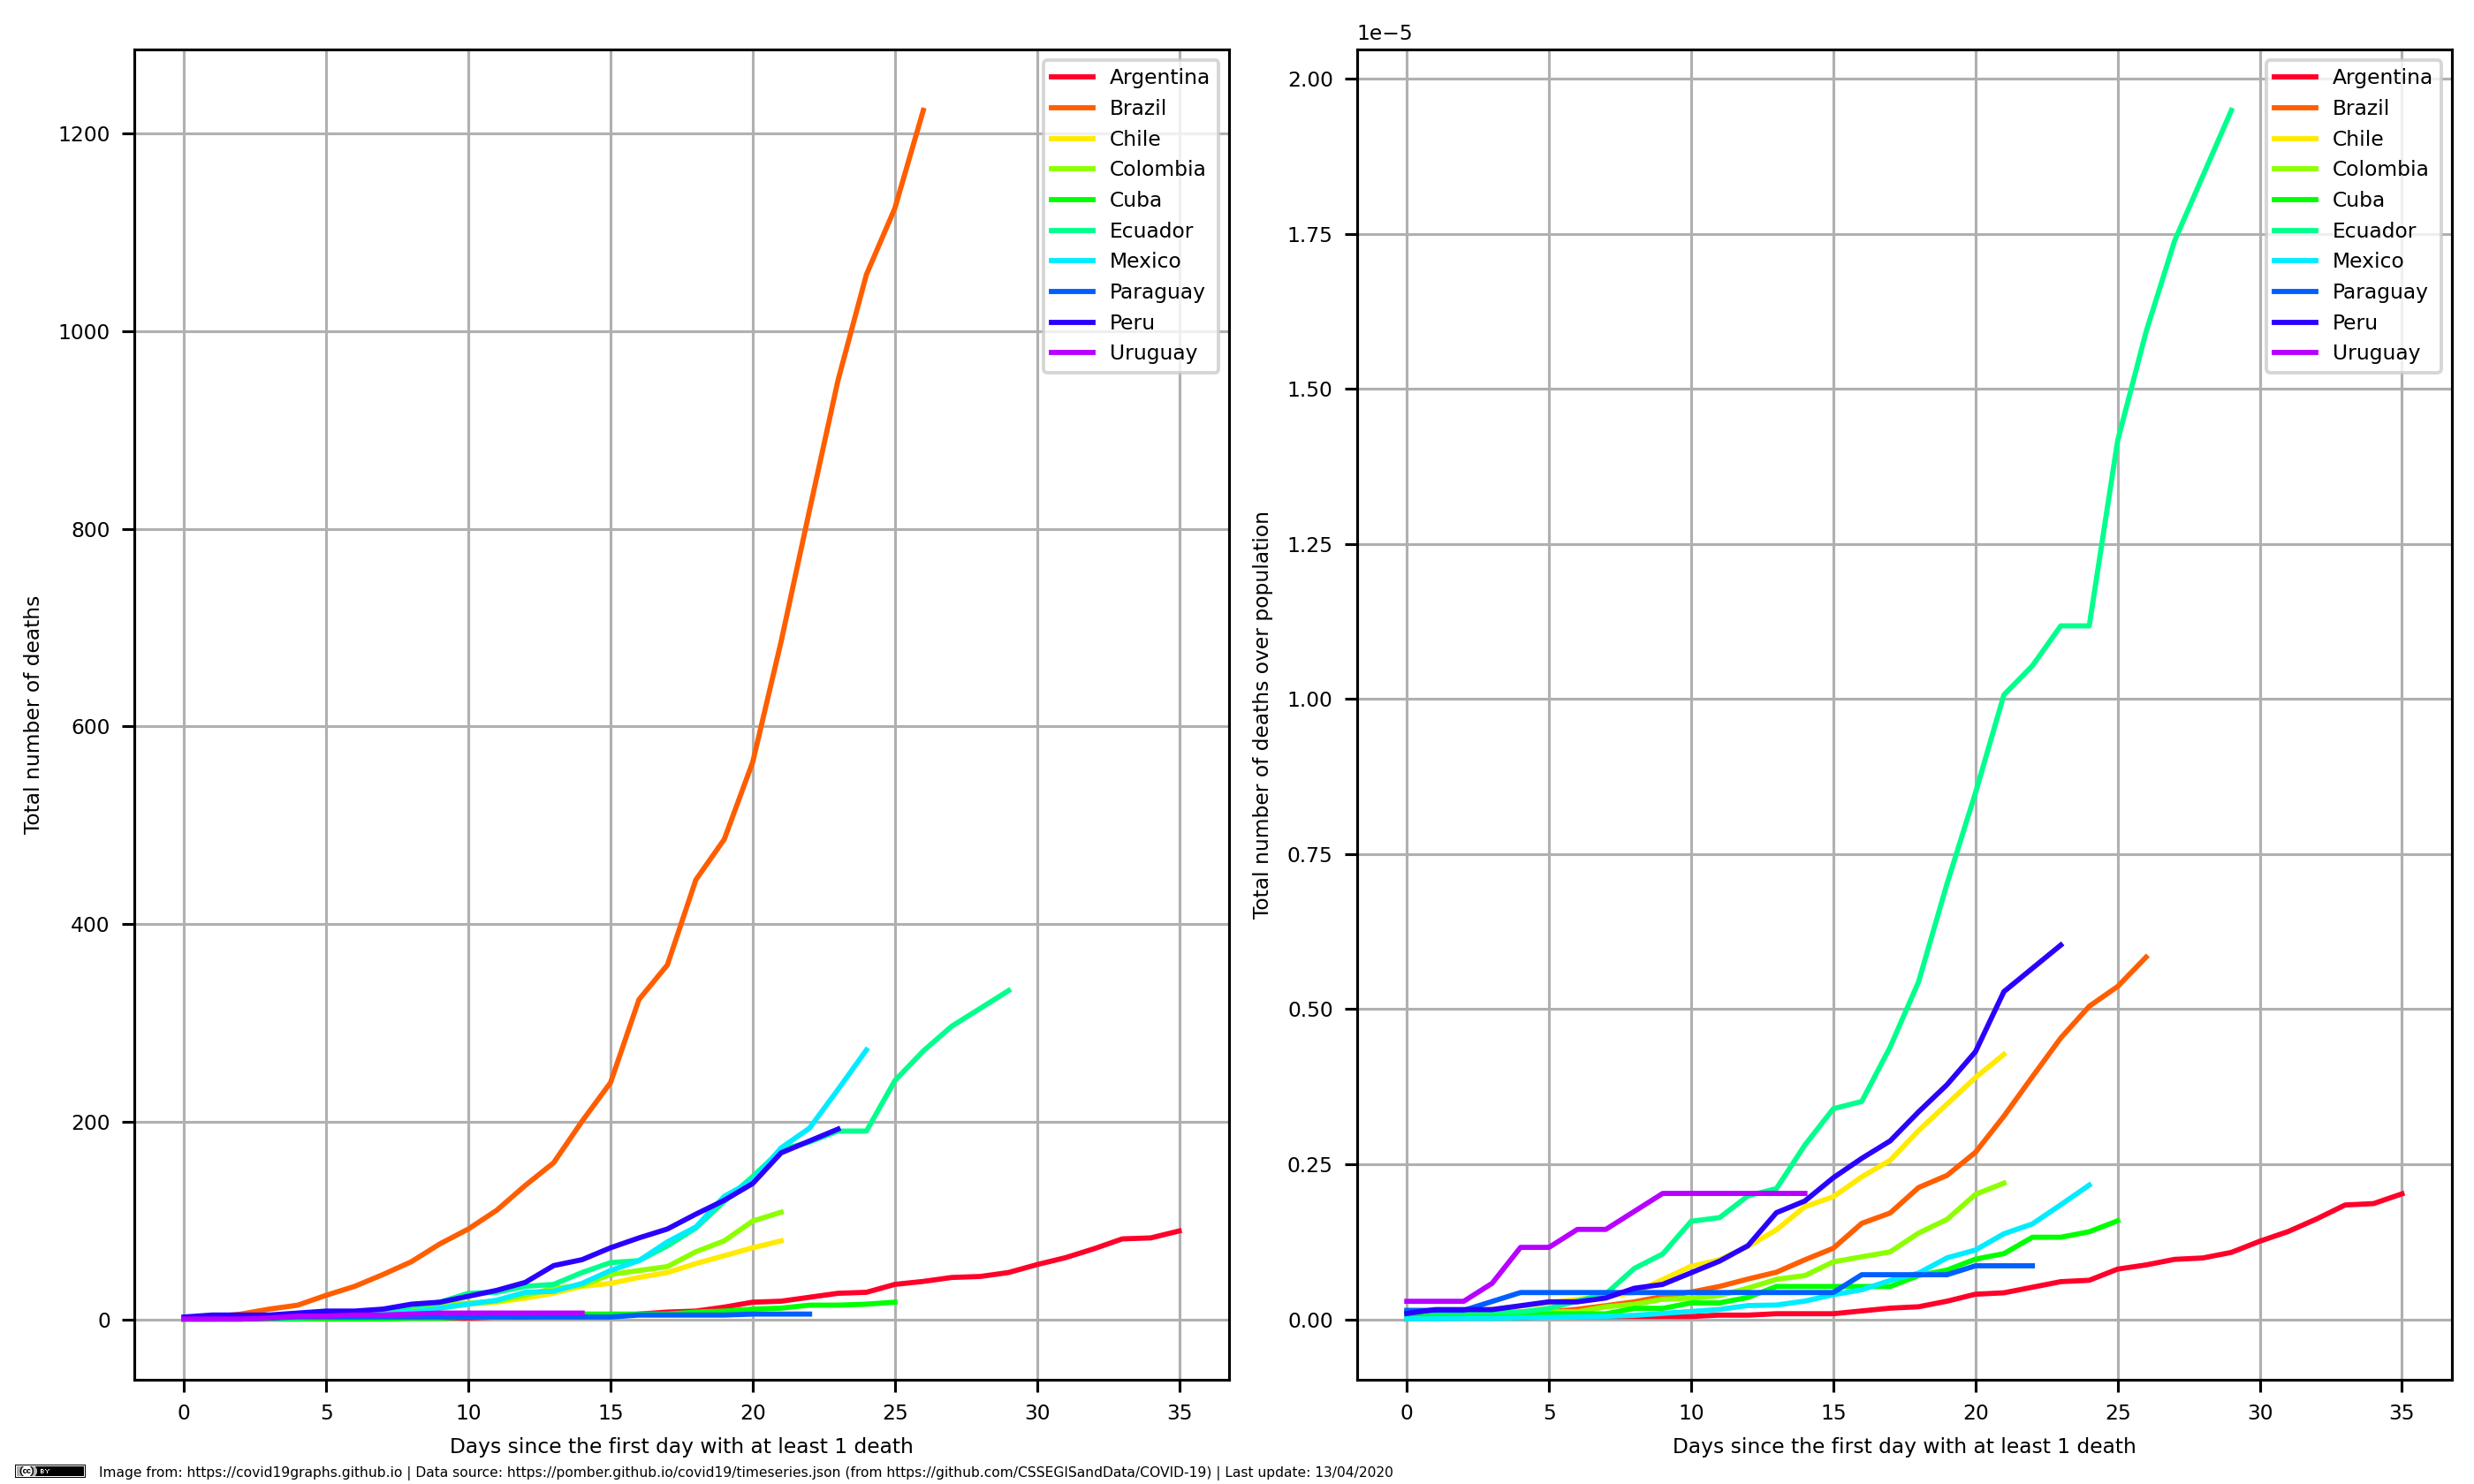 1200
1000
800
600
400
200
0
Total number of deaths
0 5 10 15 20 25 30 35
Days since the first day with at least 1 death
Argentina
Brazil
Chile
Colombia
Cuba
Ecuador
Mexico
Paraguay
Peru
Uruguay
1e−5
2.00
1.75
1.50
1.25
1.00
0.75
0.50
0.25
0.00
Total number of deaths over population
0 5 10 15 20 25 30 35
Days since the first day with at least 1 death
Argentina
Brazil
Chile
Colombia
Cuba
Ecuador
Mexico
Paraguay
Peru
Uruguay
cc BY Image from: https://covid19graphs.github.io | Data source: https://pomber.github.io/covid19/timeseries.json (from https://github.com/CSSEGISandData/COVID-19) | Last update: 13/04/2020